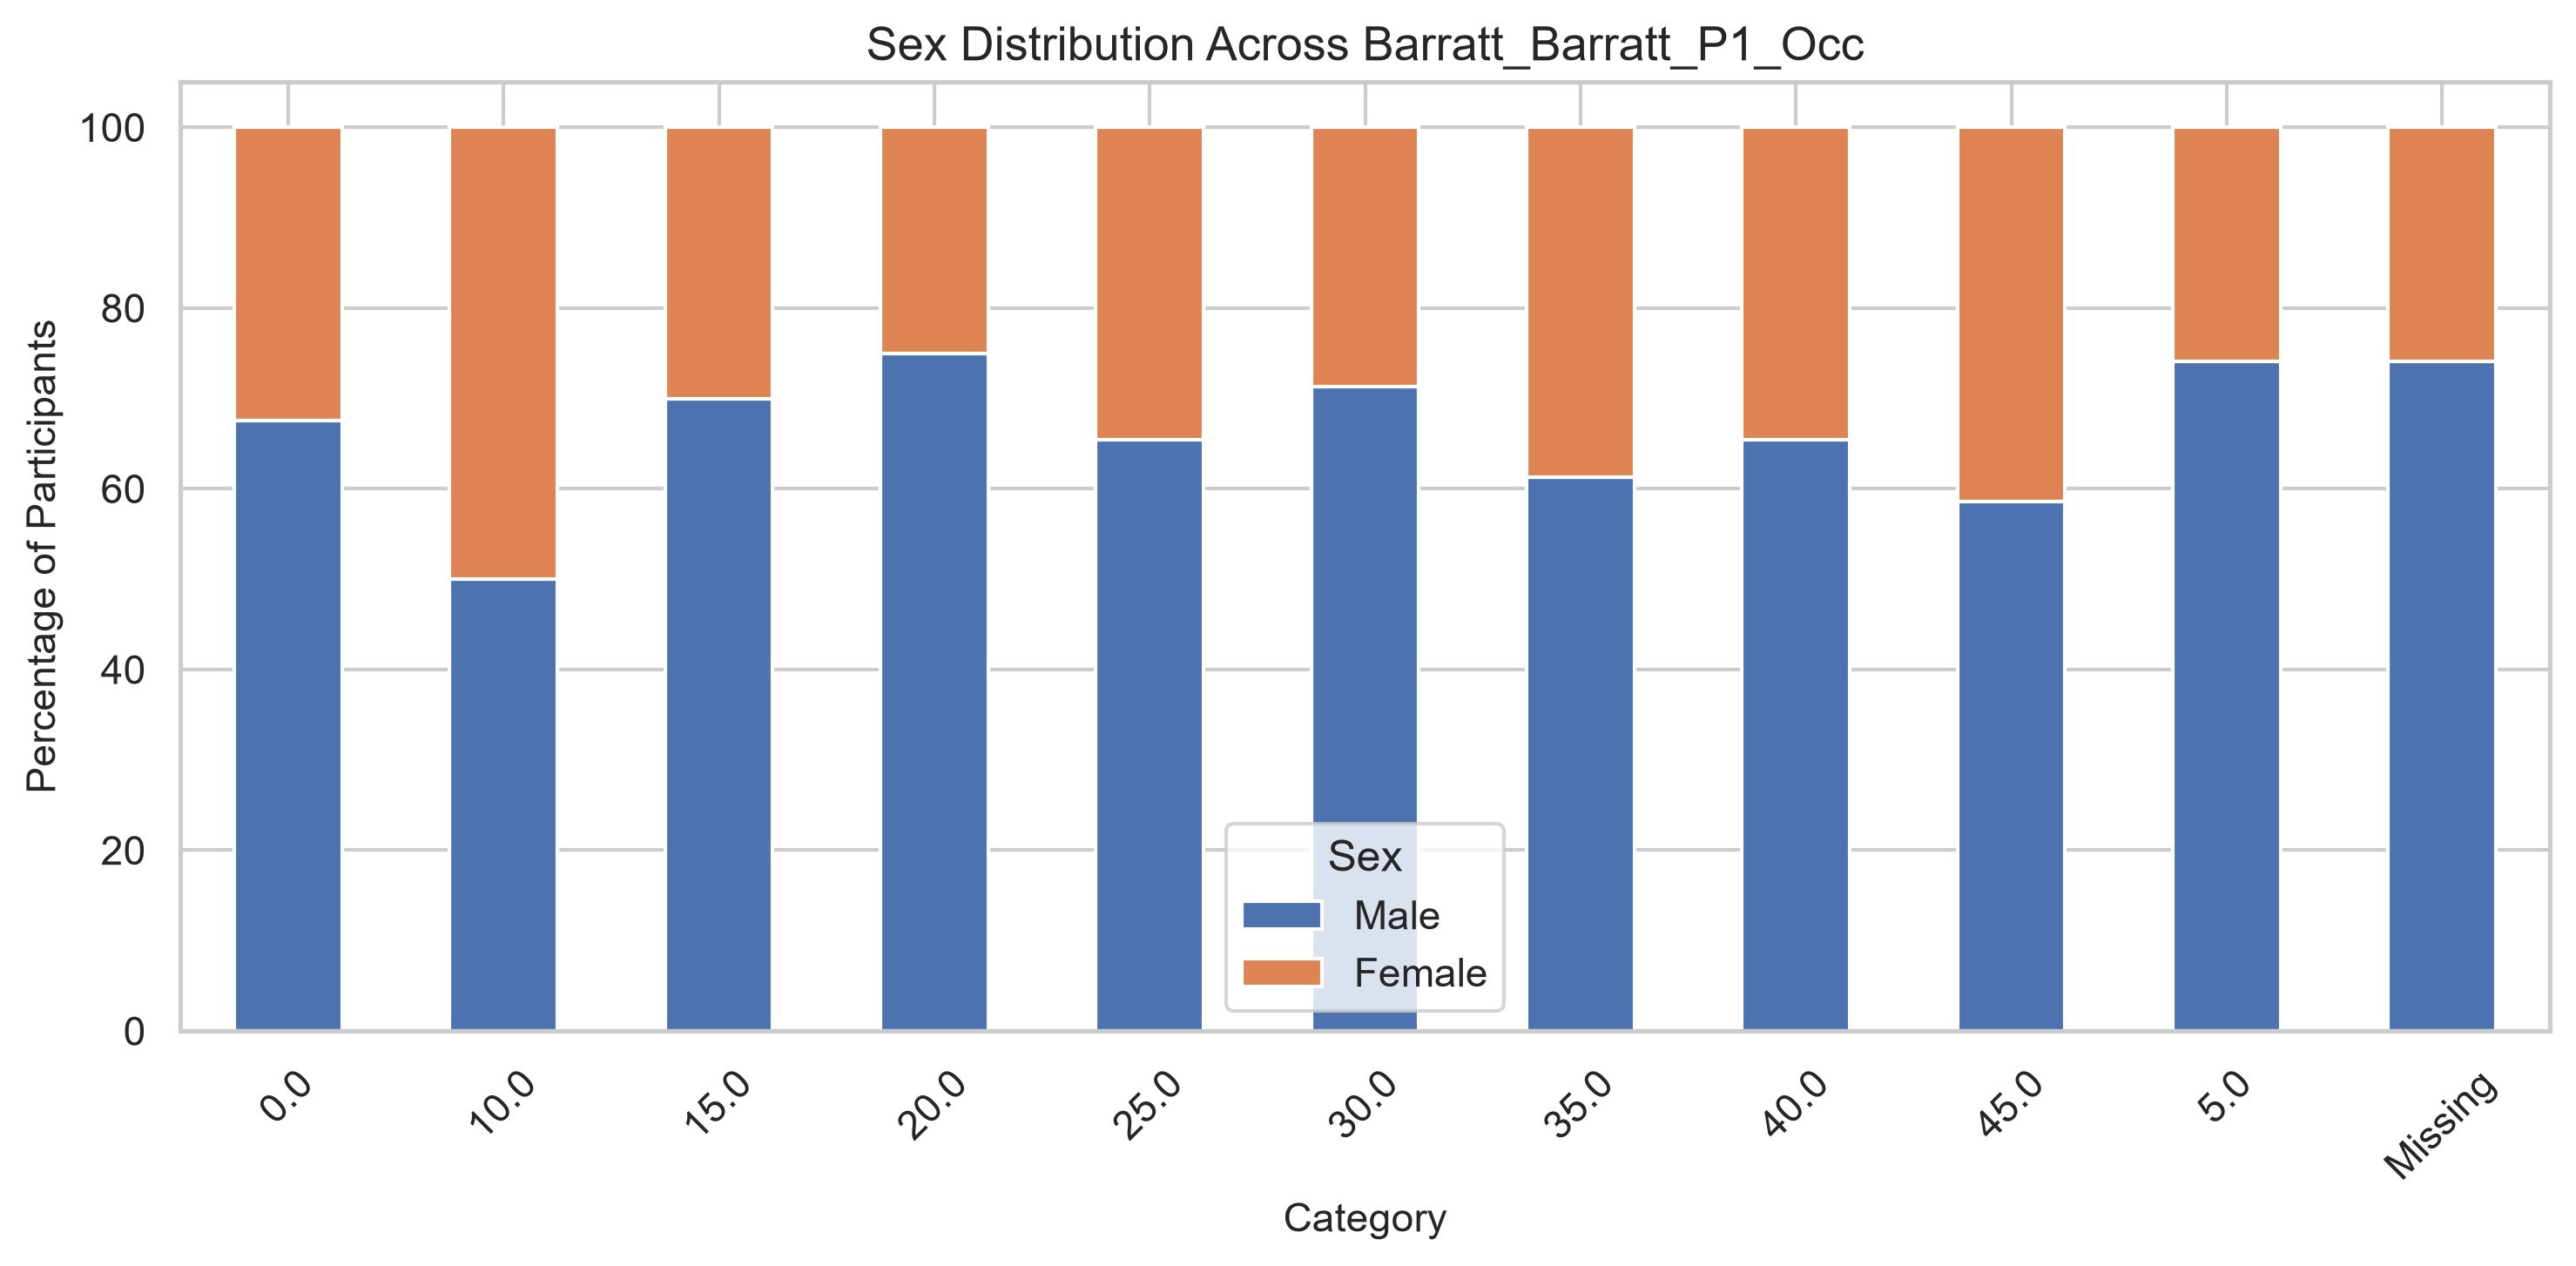 Sex Distribution Across Barratt_Barratt_P1_Occ
Percentage of Participants
100
80
60
40
20
0
Sex
Male
Female
0.0 10.0 15.0 20.0 25.0 30.0 35.0 40.0 45.0 5.0 Missing
Category